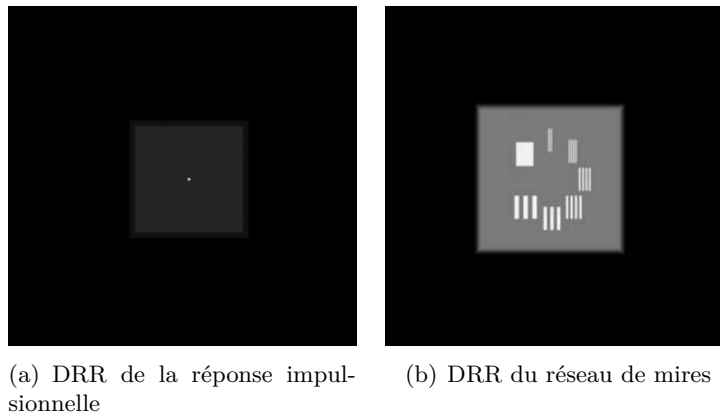 (a) DRR de la réponse impul-
sionnelle
(b) DRR du réseau de mires